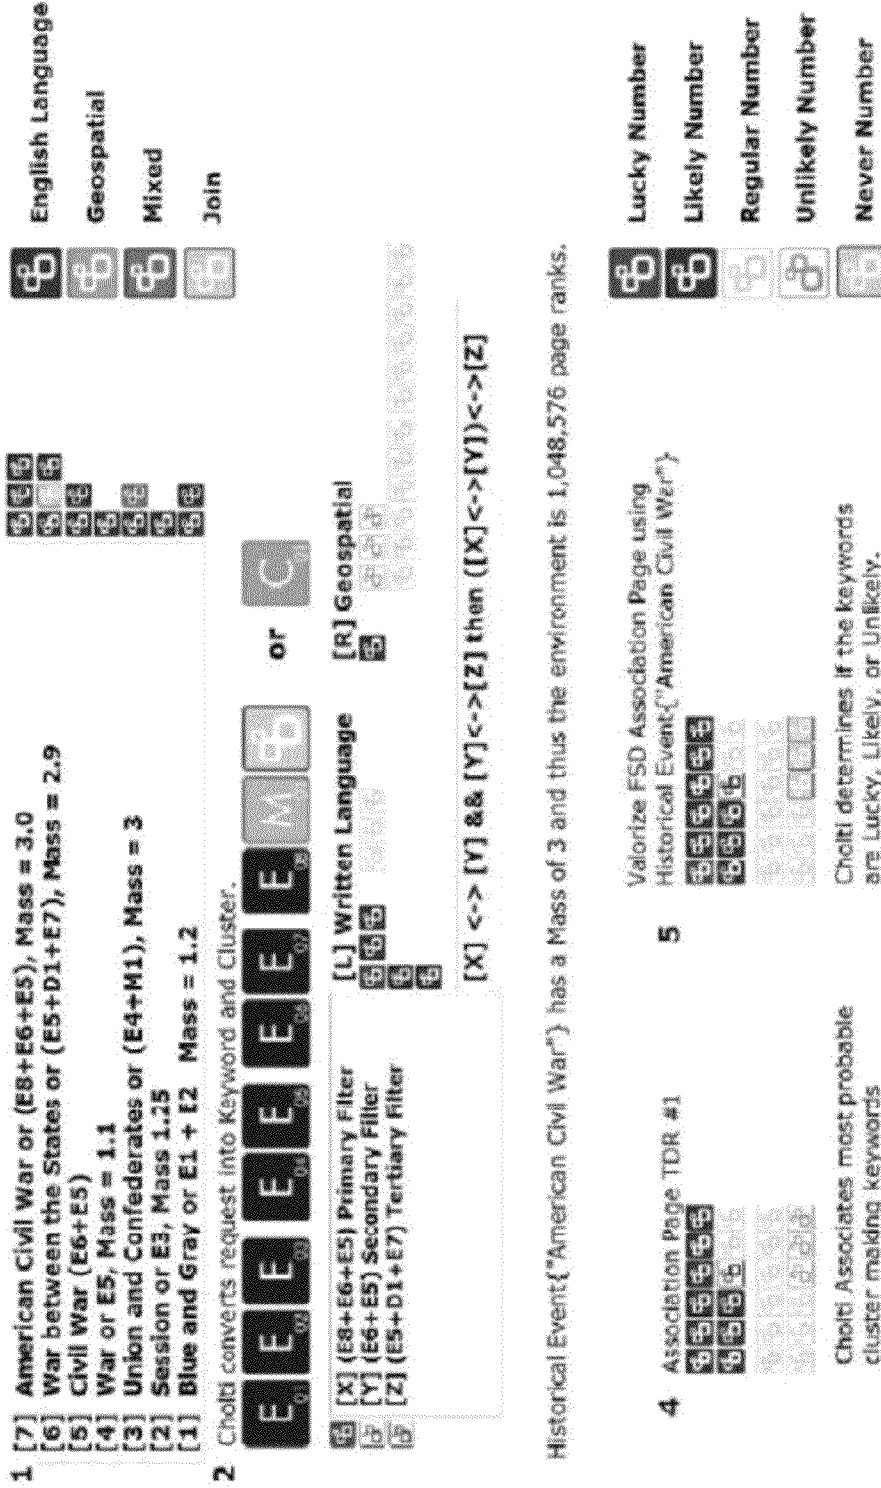 1 [7] American Civil War or (E8+E6+E5), Mass = 3.0
[6] War between the States or (E5+D1+E7), Mass = 2.9
[5] Civil War (E6+E5)
[4] War or E5, Mass = 1.1
[3] Union and Confederates or (E4+M1), Mass = 3
[2] Session or E3, Mass 1.25
[1] Blue and Gray or E1 + E2 Mass = 1.2
English Language
Geospatial
Mixed
Join
2 Cholti converts request into Keyword and Cluster.
E 01 E 02 E 03 E 04 E 05 E E 07 E 08 M or C
[X] (E8+E6+E5) Primary Filter
[Y] (E6+E5) Secondary Filter
[Z] (E5+D1+E7) Tertiary Filter
[L] Written Language
[R] Geospatial
[X] <-> [Y] && [Y]<->[Z] then ([X]<->[Y])<->[Z]
Historical Event{"American Civl War"} has a Mass of 3 and thus the environment is 1,048,576 page ranks.
4 Association Page TDR #1
Cholti Associates most probable
cluster making keywords
5 Valorize FSD Association Page using
Historical Event{"American Civil War"}
Cholti determines if the keywords
are Lucky, Likely, or Unlikely.
Lucky Number
Likely Number
Regular Number
Unlikely Number
Never Number